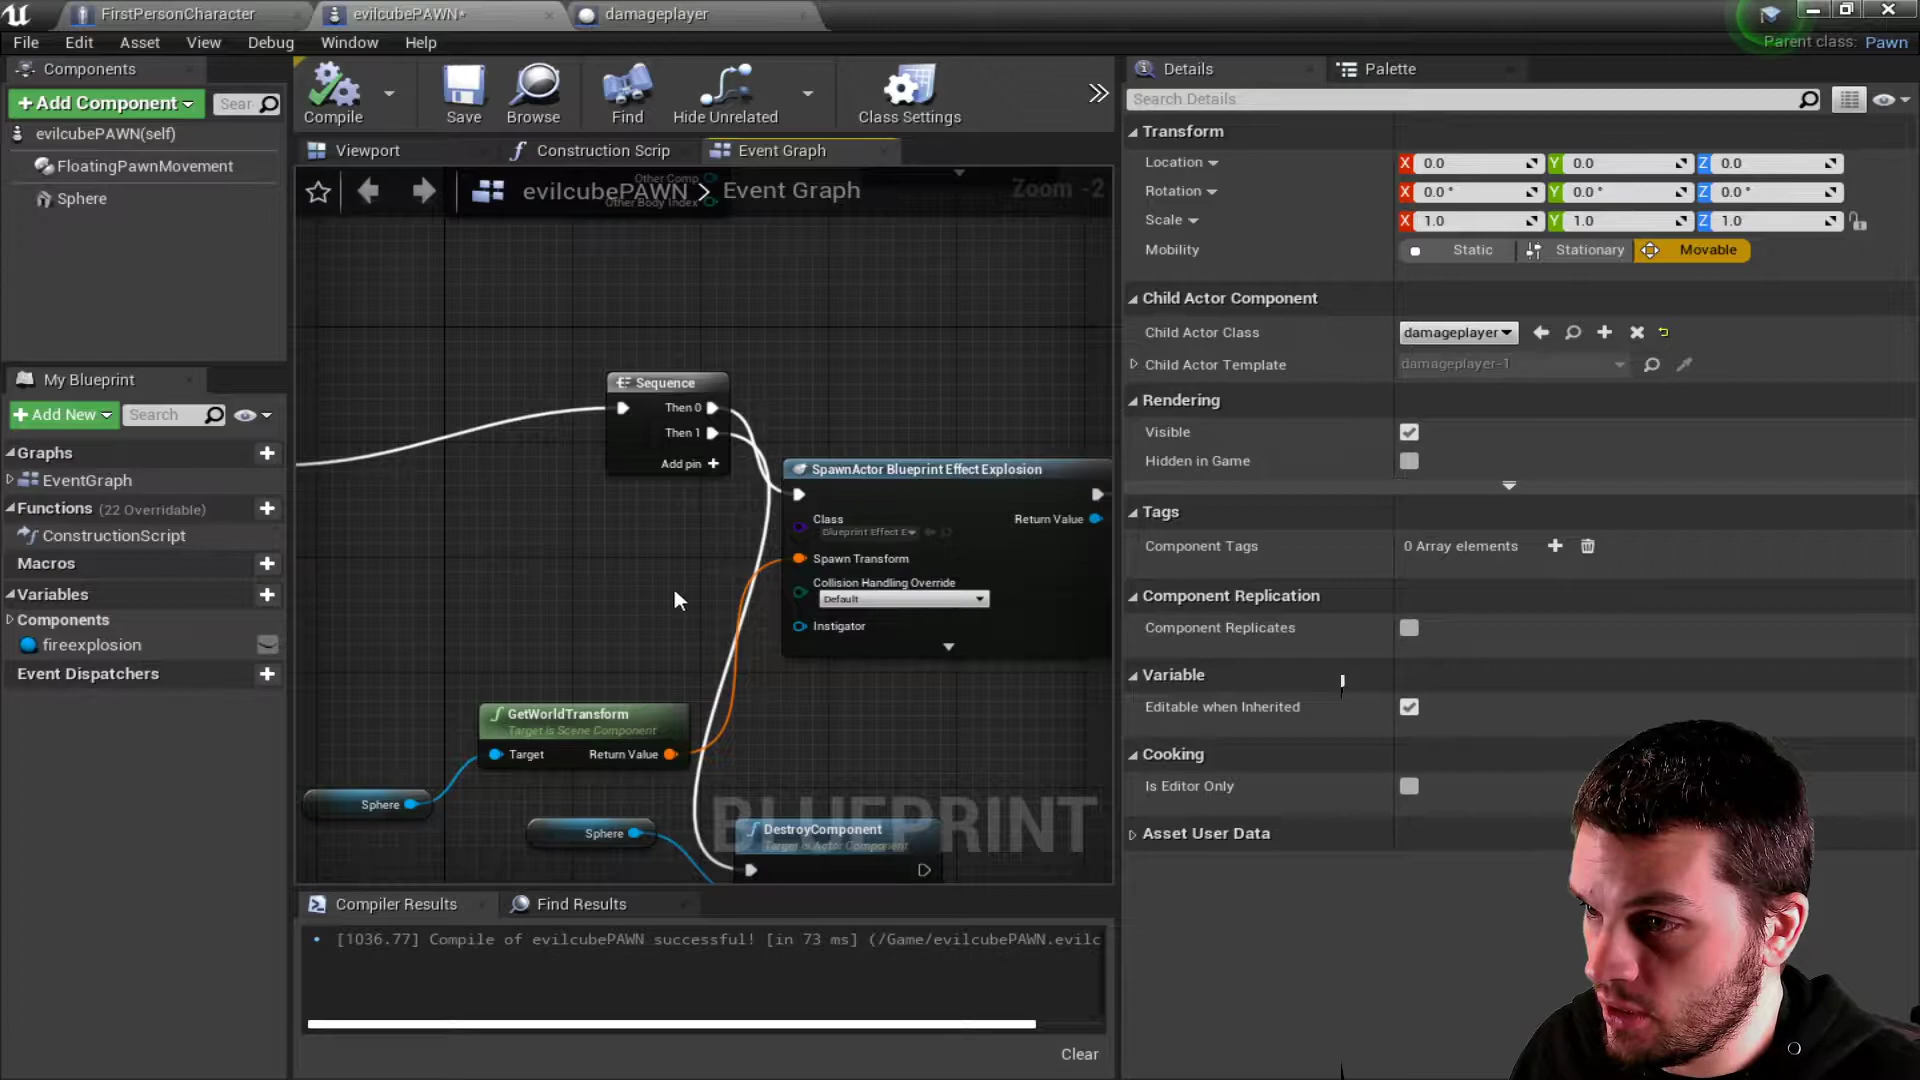 FirstPersonCharacter
evilcubePAWN*
damageplayer
File Edit Asset View Debug Window Help
Parent class: Pawn
Components
+Add Component
Sear
evilcubePAWN(self)
FloatingPawnMovement
Sphere
Compile
Save
Browse
Find
Hide Unrelated
Class Settings
Viewport
Construction Scrip
Event Graph
evilcubePAWN > Event Graph
Other Comp
Other Body Index
Zoom -2
Sequence
Then 0
Then 1
Add pin +
SpawnActor Blueprint Effect Explosion
Class
Blueprint Effect E
Return Value
Spawn Transform
Collision Handling Override
Default
Instigator
GetWorldTransform
Target is Scene Component
Target
Return Value
Sphere
Sphere
DestroyComponent
Target is Actor Component
BLUEPRINT
My Blueprint
+Add New
Search
Graphs
EventGraph
Functions (22 Overridable)
ConstructionScript
Macros
Variables
Components
fireexplosion
Event Dispatchers
Compiler Results
Find Results
[1036.77] Compile of evilcubePAWN successful! [in 73 ms] (/Game/evilcubePAWN.evilc
Clear
Details
Palette
Search Details
Transform
Location X 0.0 Y 0.0 Z 0.0
Rotation X 0.0 ° Y 0.0 ° Z 0.0 °
Scale X 1.0 Y 1.0 Z 1.0
Mobility Static Stationary Movable
Child Actor Component
Child Actor Class damageplayer
Child Actor Template damageplayer-1
Rendering
Visible
Hidden in Game
Tags
Component Tags 0 Array elements
Component Replication
Component Replicates
Variable
Editable when Inherited
Cooking
Is Editor Only
Asset User Data